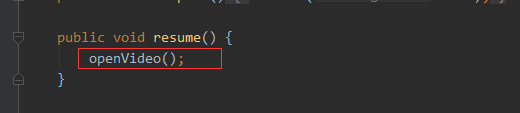 public void resume() {
openVideo();
}